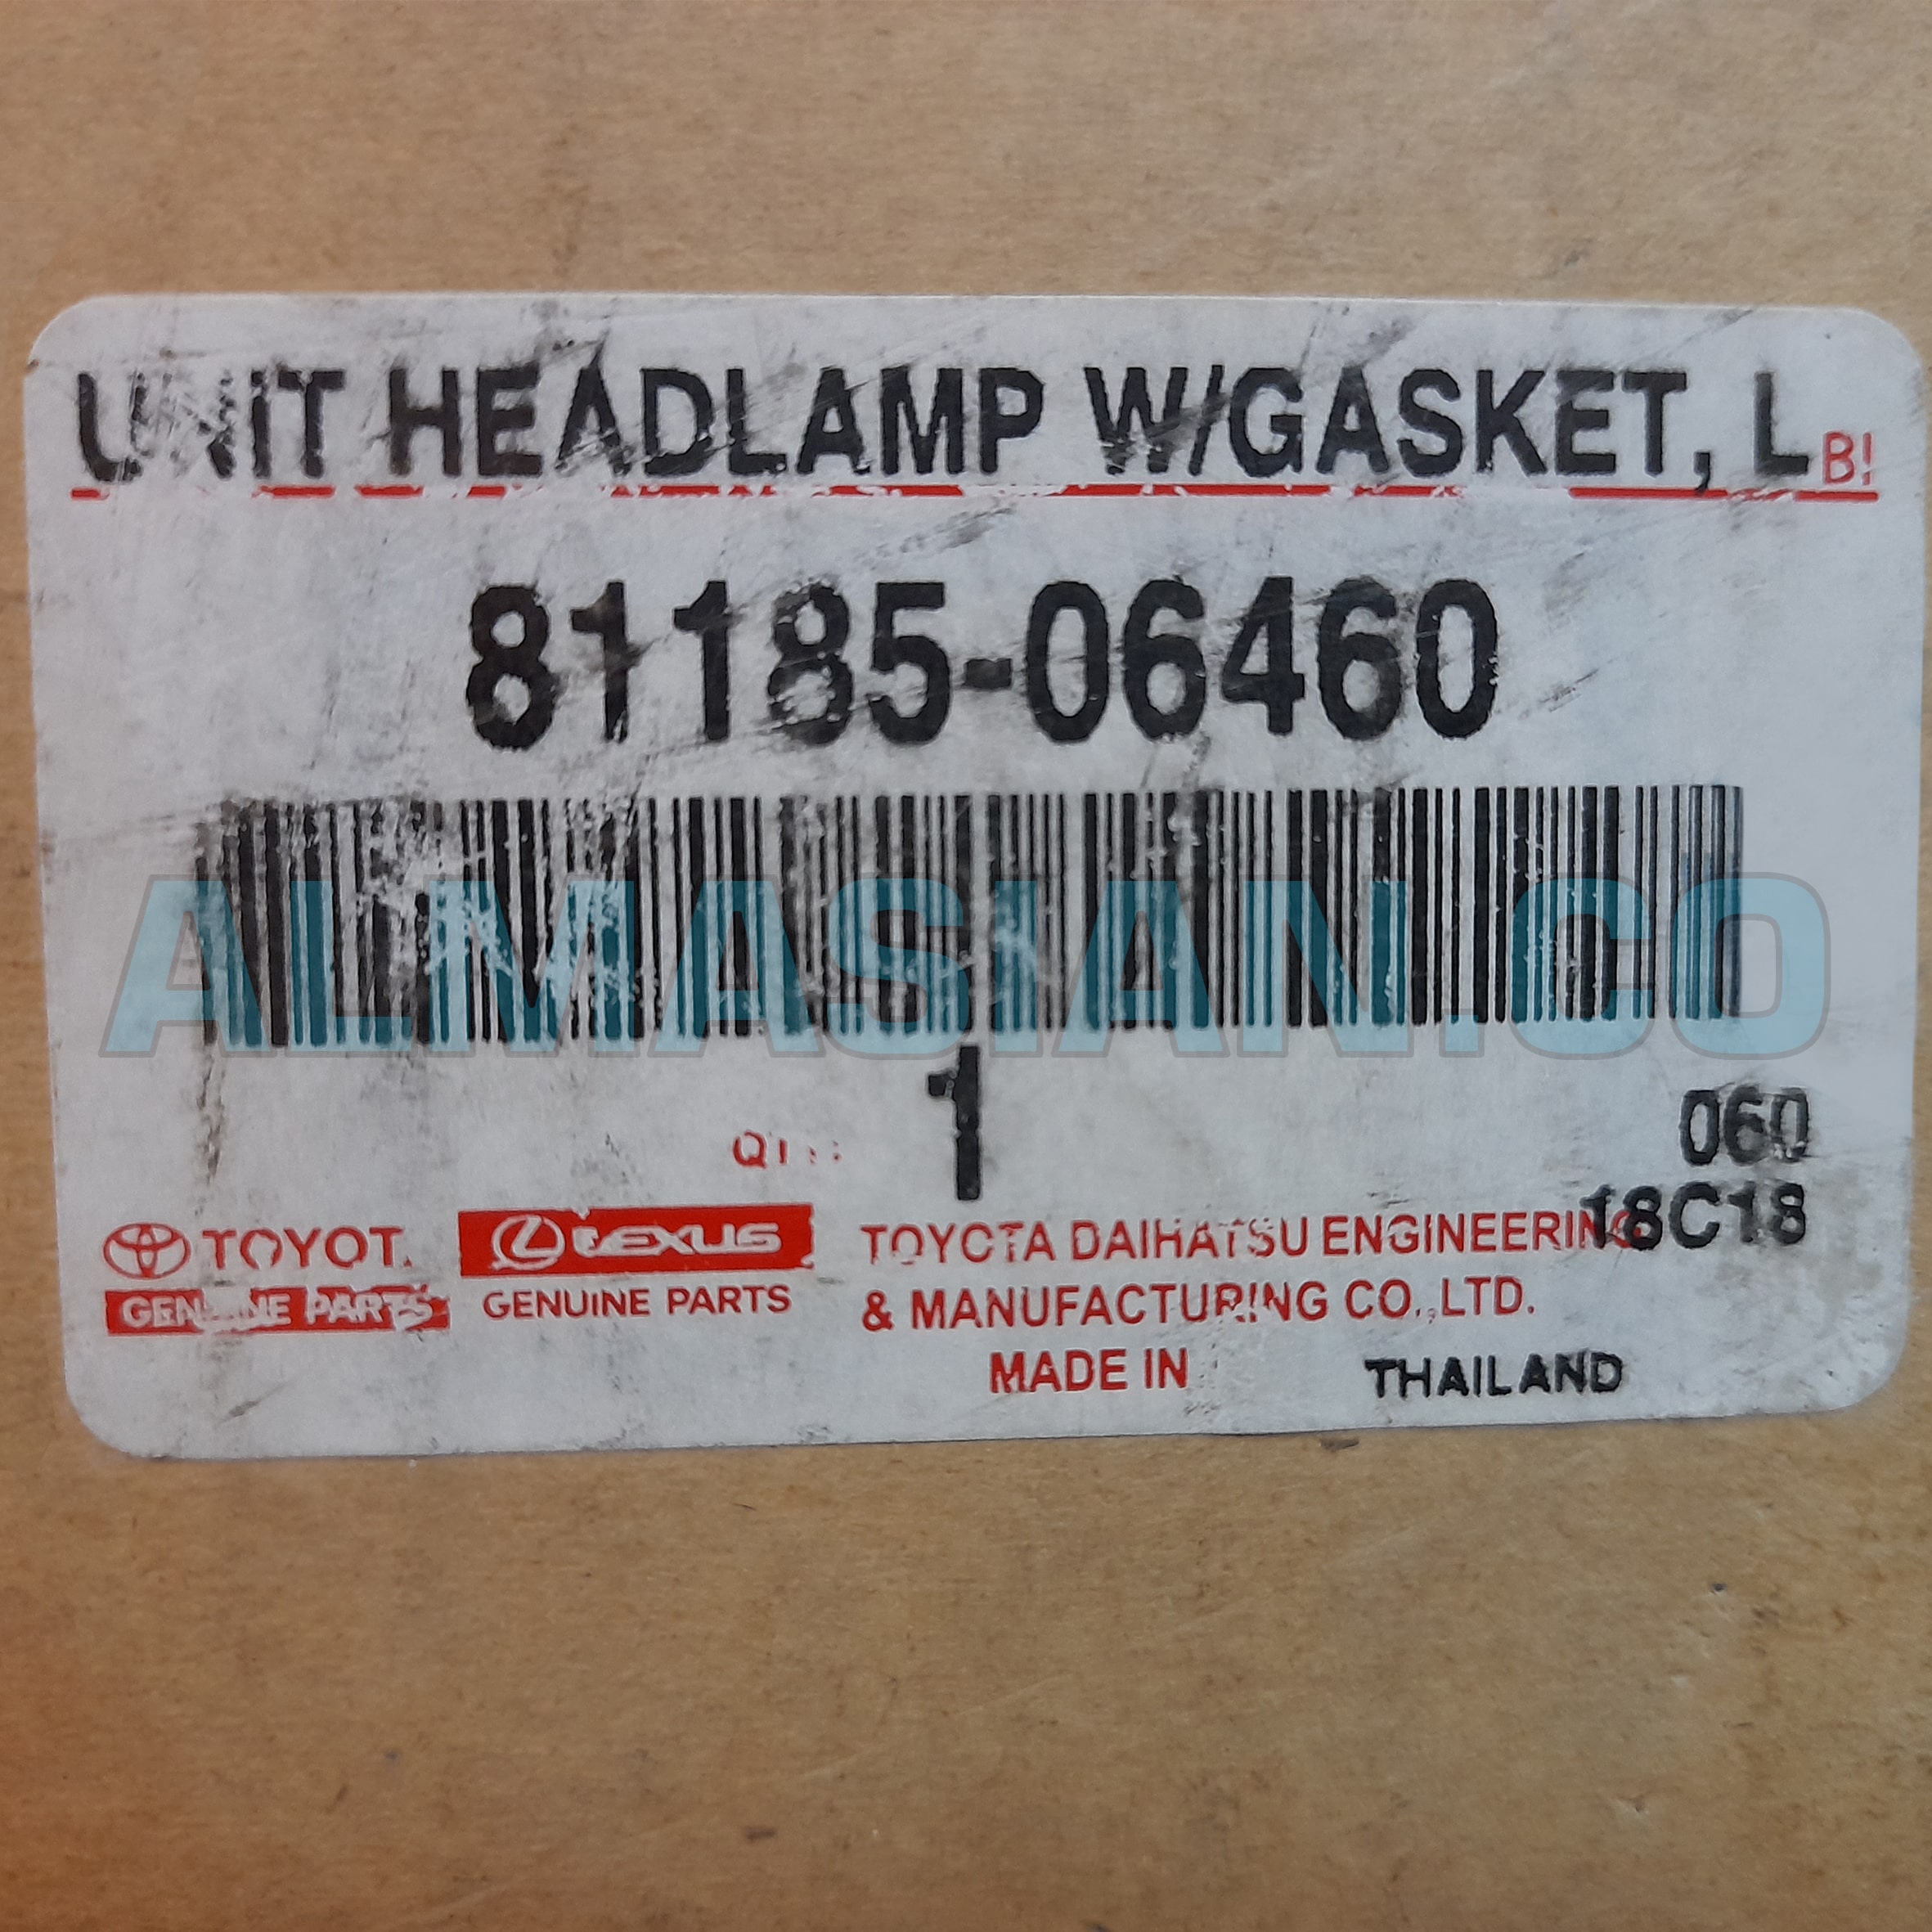 UNIT HEADLAMP W/GASKET, L B!
81185-06460
ALMASIAN.CO
1
060
18C18
TOYOT
GENUINE PARTS
LEXUS
GENUINE PARTS
TOYOTA DAIHATSU ENGINEERING
& MANUFACTURING CO.,LTD.
MADE IN THAILAND